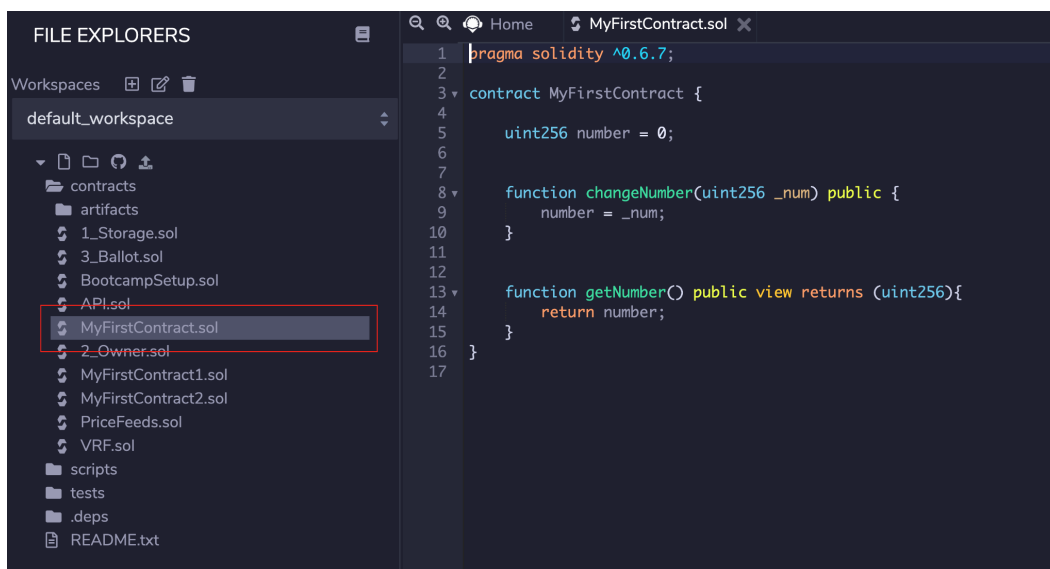 FILE EXPLORERS
Workspaces
default_workspace
contracts
artifacts
1_Storage.sol
3_Ballot.sol
BootcampSetup.sol
API.sol
MyFirstContract.sol
2_Owner.sol
MyFirstContract1.sol
MyFirstContract2.sol
PriceFeeds.sol
VRF.sol
scripts
tests
.deps
README.txt
Home
MyFirstContract.sol
1 pragma solidity ^0.6.7;
2
3 contract MyFirstContract {
4
5     uint256 number = 0;
6
7
8     function changeNumber(uint256 _num) public {
9         number = _num;
10     }
11
12
13     function getNumber() public view returns (uint256){
14         return number;
15     }
16 }
17